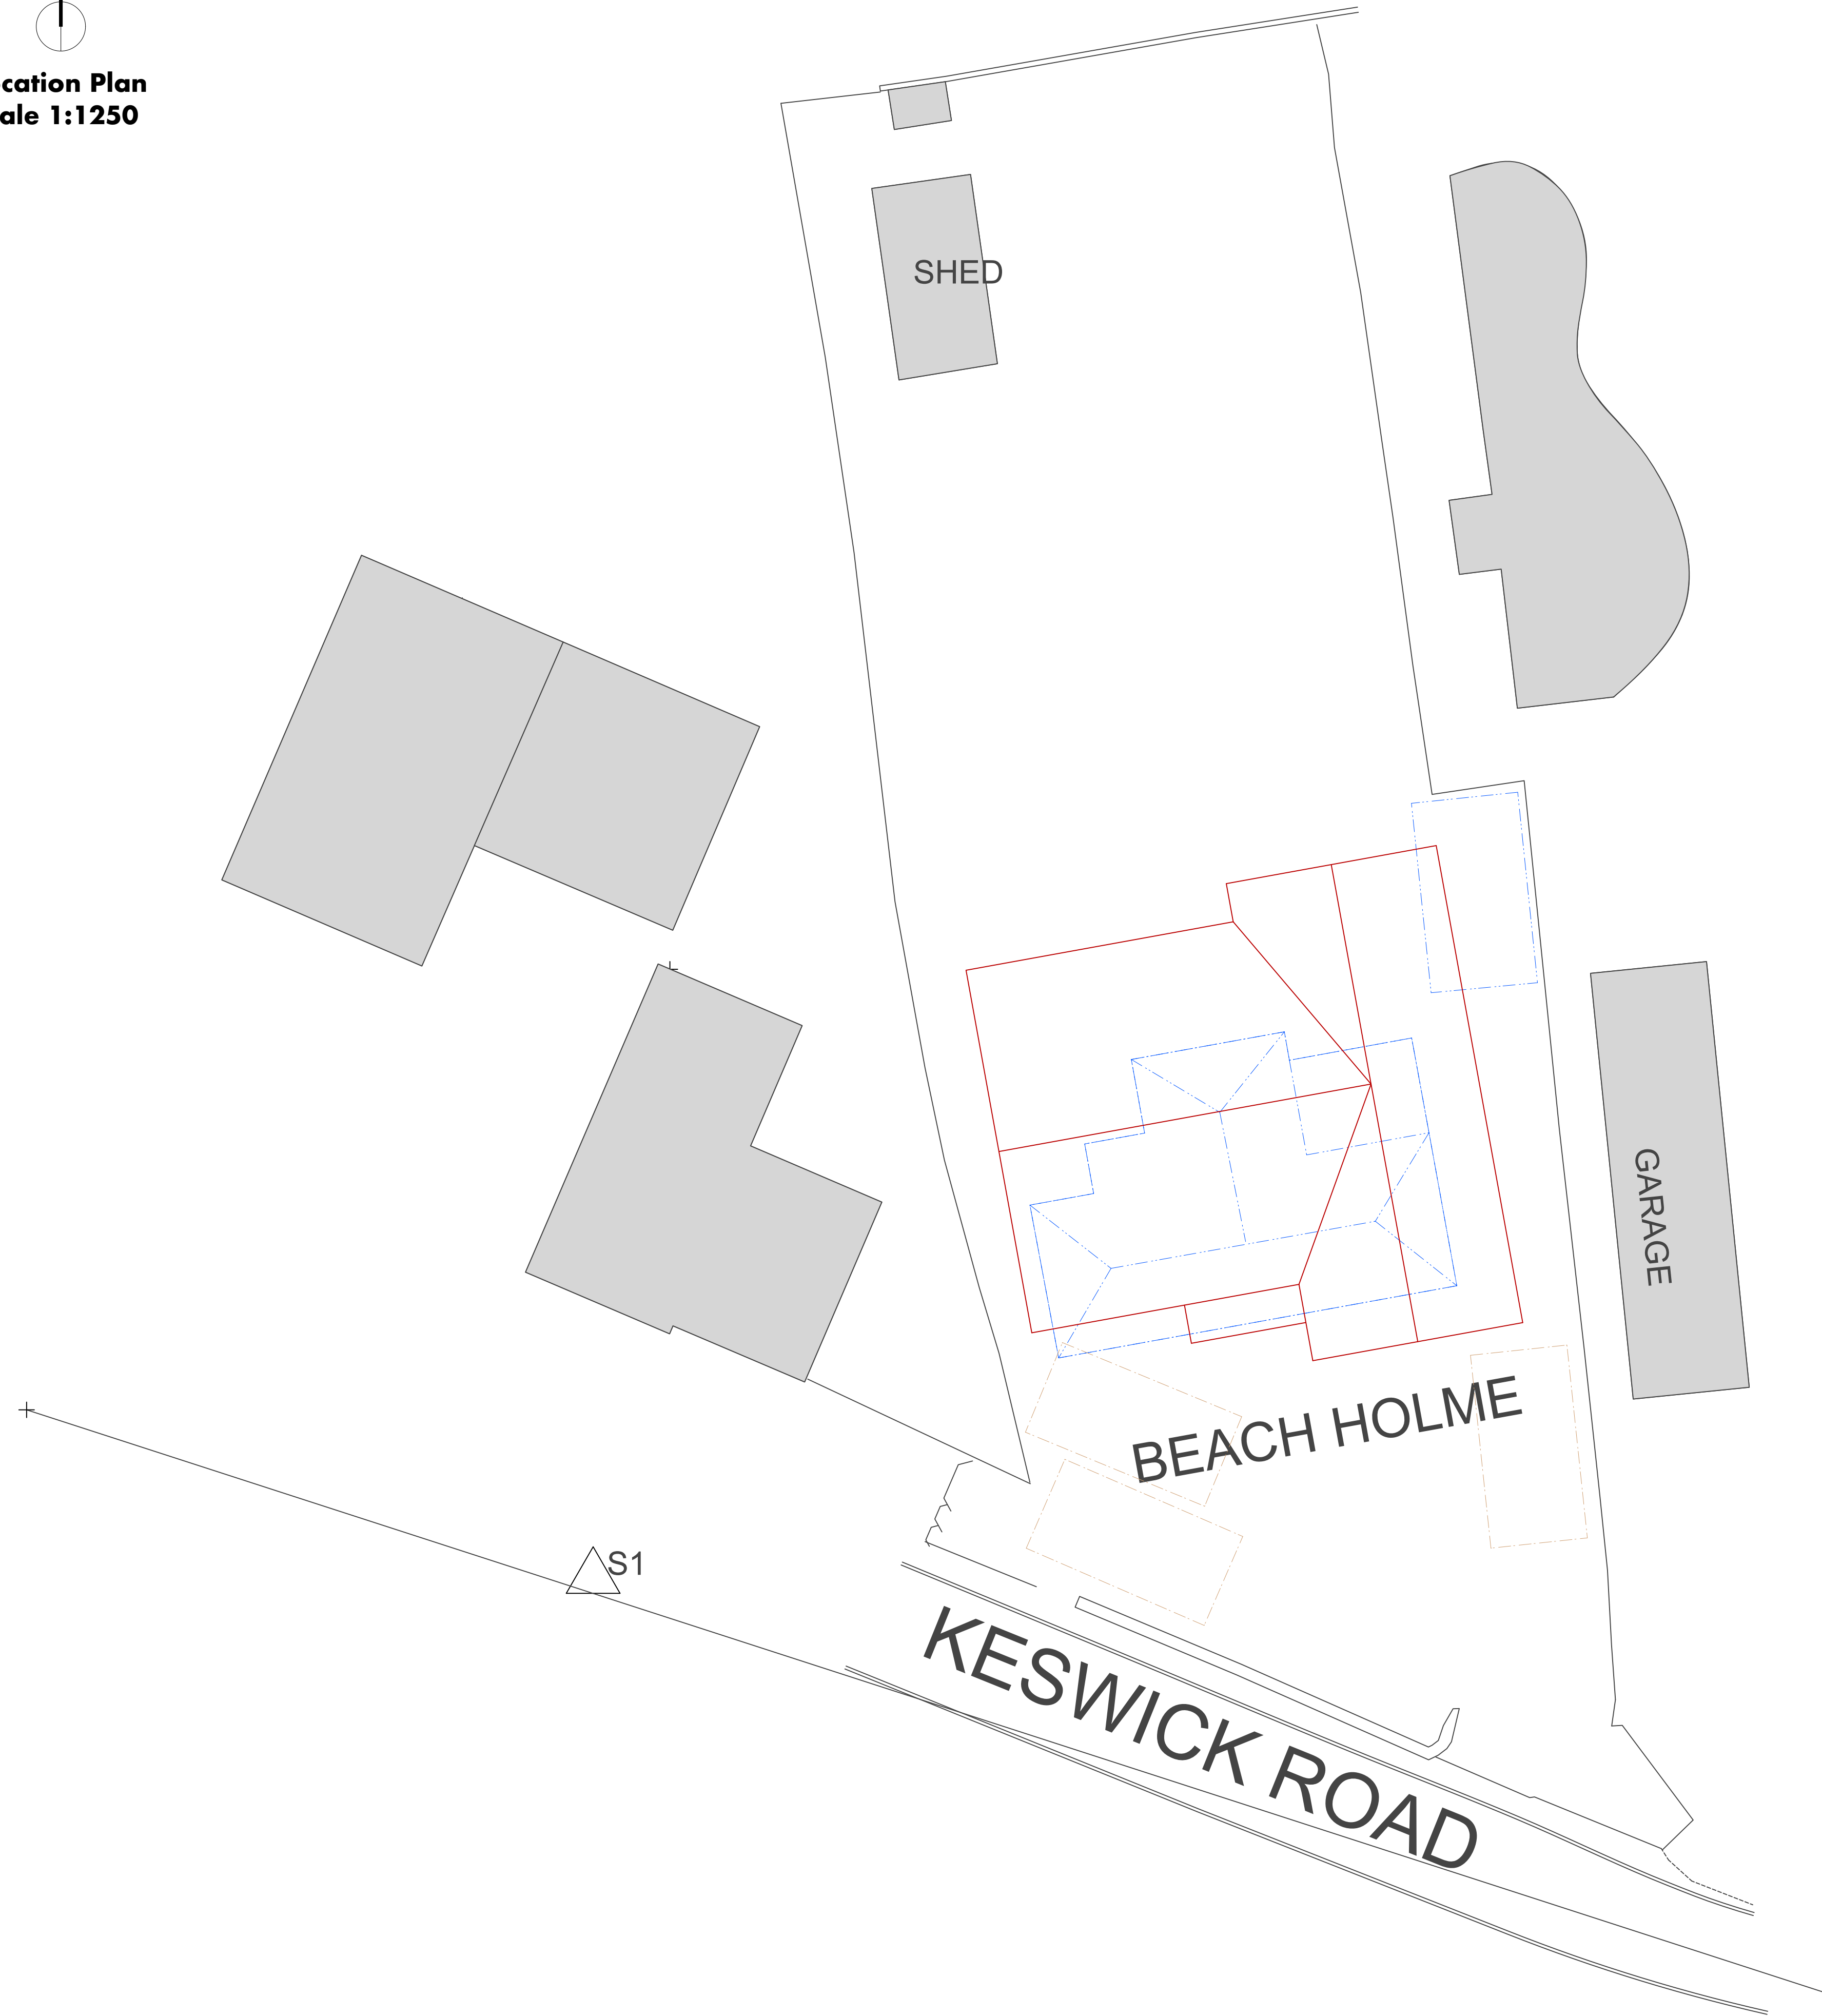 cation Plan
ale 1:1250
SHED
GARAGE
BEACH HOLME
S1
KESWICK ROAD